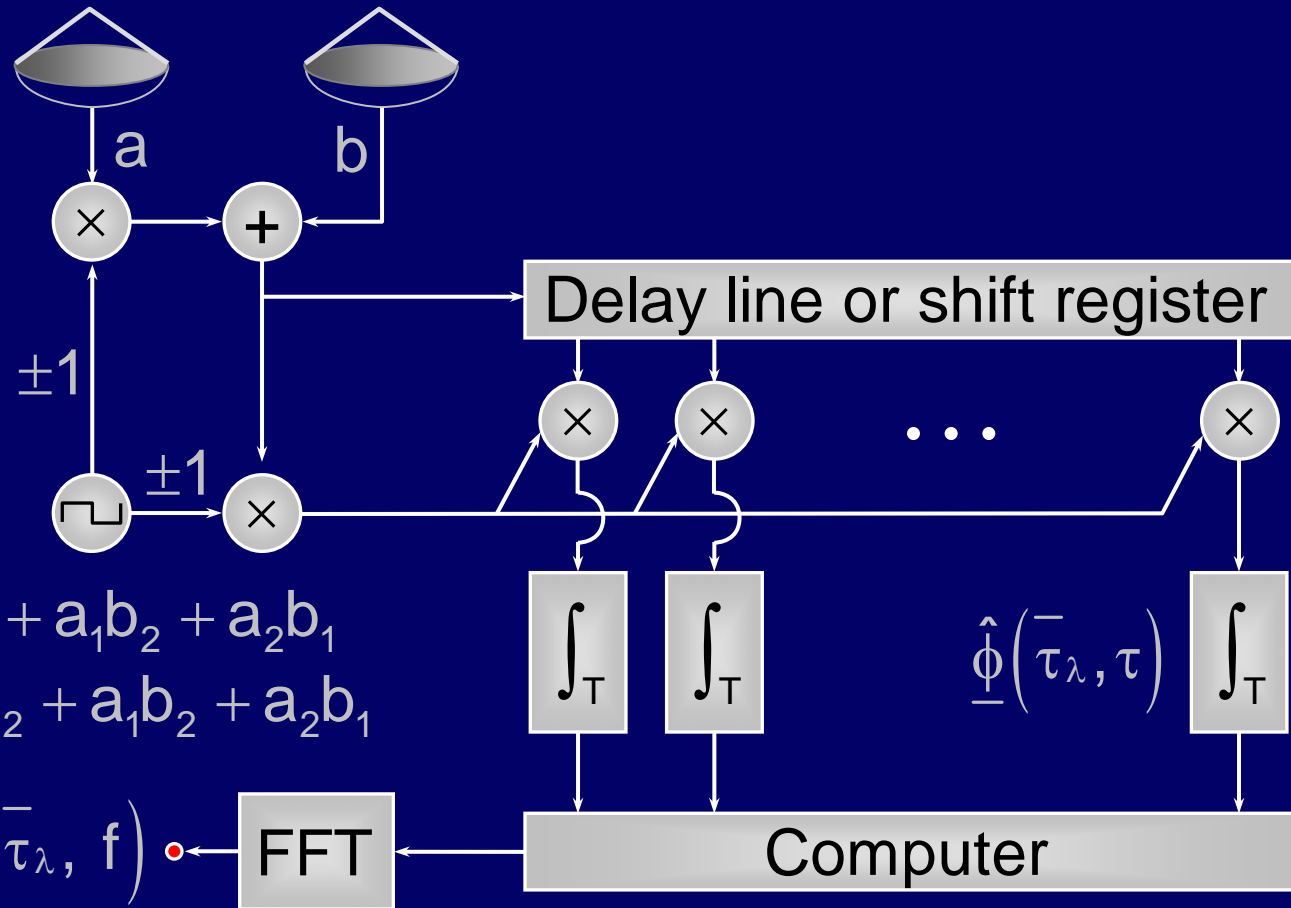 a b
× +
Delay line or shift register
±1
× × • • • ×
±1
×
+ a₁b₂ + a₂b₁
₂ + a₁b₂ + a₂b₁
∫T ∫T ϕ̲̂(τ̄λ, τ) ∫T
τ̄λ, f) FFT Computer